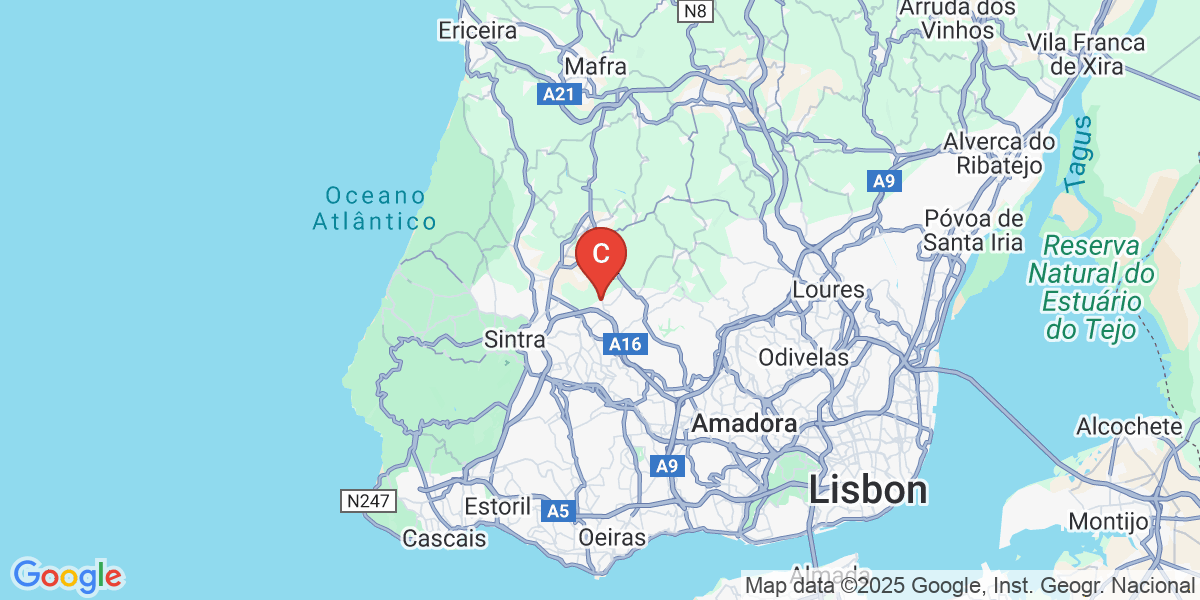 N8
Arruda dos
Vinhos
Ericeira
Vila Franca
de Xira
Mafra
A21
Tagus
Alverca do
Ribatejo
A9
Oceano
Atlântico
Póvoa de
Santa Iria
C
Reserva
Natural do
Estuário
do Tejo
Loures
Sintra
A16
Odivelas
Amadora
Alcochete
A9
Lisbon
N247
Estoril
A5
Montijo
Cascais
Oeiras
Almada
Google
Map data ©2025 Google, Inst. Geogr. Nacional